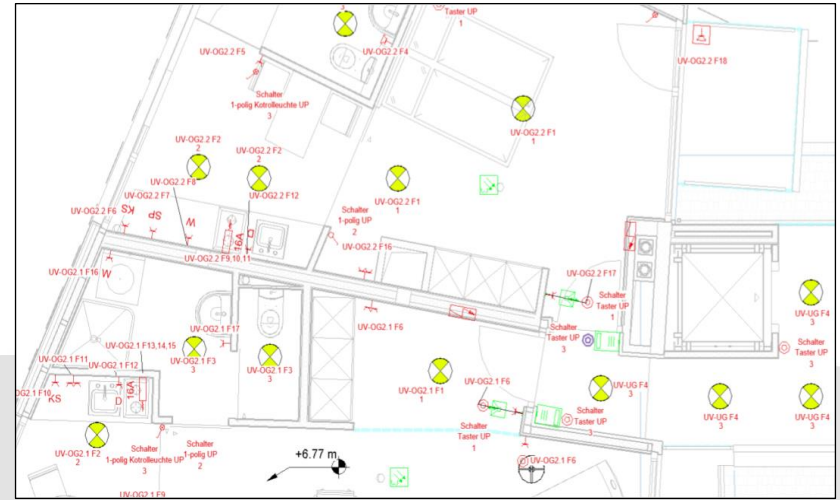 3
Taster UP
1
UV-OG2.2 F5
UV-OG2.2 F4
UV-OG2.2 F18
Schalter
1-polig Kotrolleuchte UP
3
UV-OG2.2 F1
1
UV-OG2.2 F2
2
UV-OG2.2 F2
2
UV-OG2.2 F8
UV-OG2.2 F7
UV-OG2.2 F12
UV-OG2.2 F6
KS
SP
W
16A
D
UV-OG2.2 F1
1
Schalter
1-polig UP
2
UV-OG2.2 F16
UV-OG2.2 F9,10,11
UV-OG2.1 F16
W
UV-OG2.2 F17
Schalter
Taster UP
1
UV-UG F4
3
UV-OG2.1 F17
UV-OG2.1 F6
Schalter
Taster UP
3
Schalter
Taster UP
3
UV-OG2.1 F13,14,15
UV-OG2.1 F3
3
UV-OG2.1 F3
3
UV-OG2.1 F11
UV-OG2.1 F12
UV-OG2.1 F10
KS
D
16A
UV-OG2.1 F1
1
UV-OG2.1 F6
UV-UG F4
3
UV-UG F4
3
UV-UG F4
3
Schalter
Taster UP
3
Schalter
Taster UP
1
UV-OG2.1 F2
2
Schalter
1-polig Kotrolleuchte UP
3
Schalter
1-polig UP
2
+6.77 m
UV-OG2.1 F6
UV-OG2.1 F9